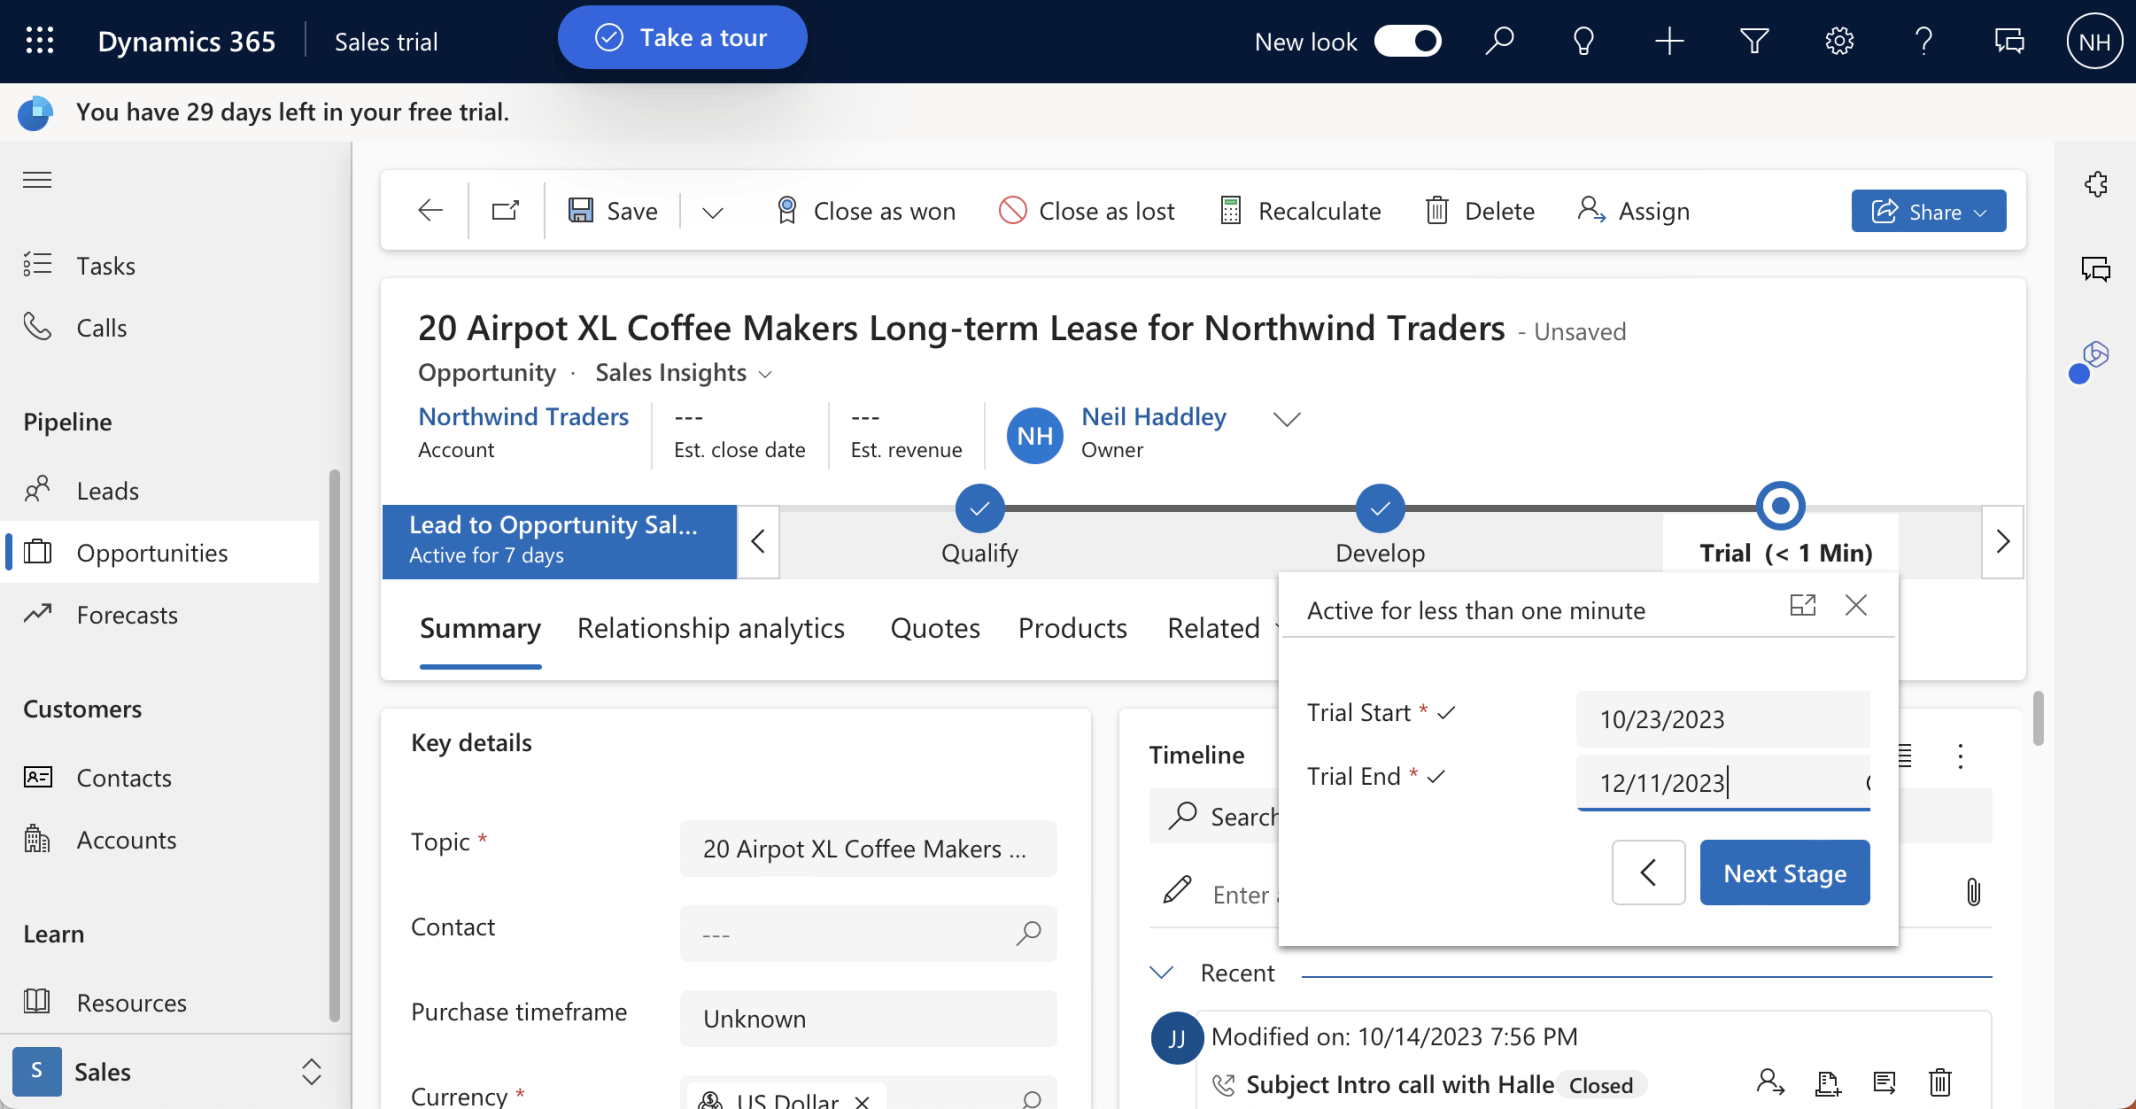 Dynamics 365
Sales trial
Take a tour
New look
NH
You have 29 days left in your free trial.
Save
Close as won
Close as lost
Recalculate
Delete
Assign
Share
Tasks
Calls
Pipeline
Leads
Opportunities
Forecasts
Customers
Contacts
Accounts
Learn
Resources
S
Sales
20 Airpot XL Coffee Makers Long-term Lease for Northwind Traders - Unsaved
Opportunity · Sales Insights
Northwind Traders
Account
---
Est. close date
---
Est. revenue
NH
Neil Haddley
Owner
Lead to Opportunity Sal...
Active for 7 days
Qualify
Develop
Trial (< 1 Min)
Summary
Relationship analytics
Quotes
Products
Related
Active for less than one minute
Trial Start *
10/23/2023
Trial End *
12/11/2023
Next Stage
Key details
Topic *
20 Airpot XL Coffee Makers ...
Contact
---
Purchase timeframe
Unknown
Currency *
US Dollar
Timeline
Search
Enter
Recent
JJ
Modified on: 10/14/2023 7:56 PM
Subject Intro call with Halle
Closed